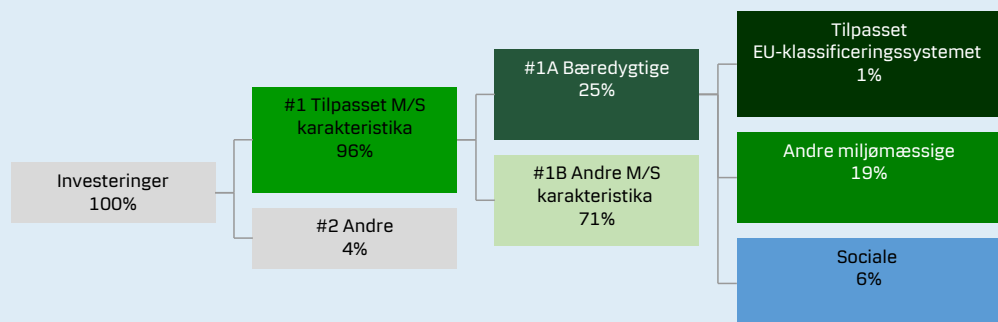 Investeringer
100%
#1 Tilpasset M/S
karakteristika
96%
#2 Andre
4%
#1A Bæredygtige
25%
#1B Andre M/S
karakteristika
71%
Tilpasset
EU-klassificeringssystemet
1%
Andre miljømæssige
19%
Sociale
6%